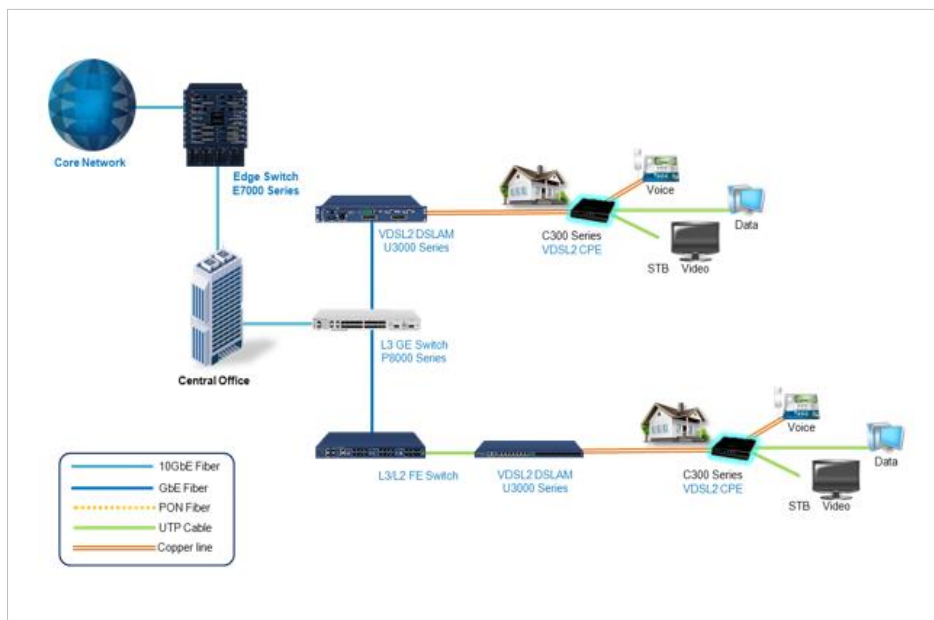 Core Network
Edge Switch
E7000 Series
Voice
Data
C300 Series
VDSL2 CPE
STB Video
VDSL2 DSLAM
U3000 Series
L3 GE Switch
P8000 Series
Central Office
Voice
Data
L3/L2 FE Switch
VDSL2 DSLAM
U3000 Series
C300 Series
VDSL2 CPE
STB Video
10GbE Fiber
GbE Fiber
PON Fiber
UTP Cable
Copper line